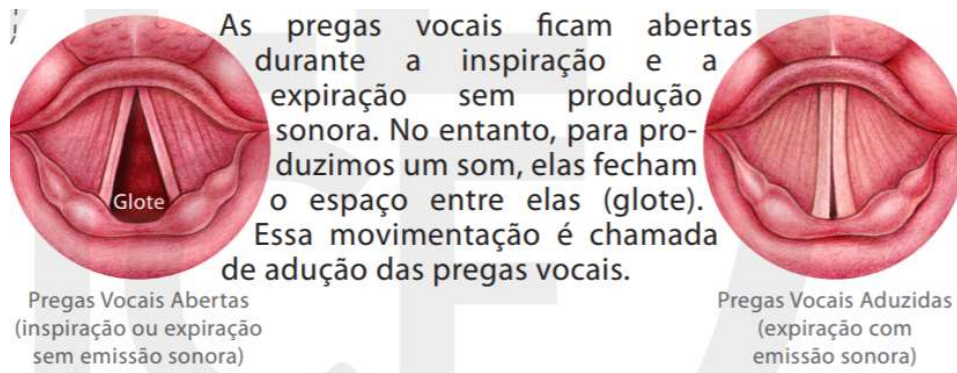 As pregas vocais ficam abertas
durante a inspiração e a
expiração sem produção
sonora. No entanto, para pro-
duzimos um som, elas fecham
o espaço entre elas (glote).
Essa movimentação é chamada
de adução das pregas vocais.
Glote
Pregas Vocais Abertas
(inspiração ou expiração
sem emissão sonora)
Pregas Vocais Aduzidas
(expiração com
emissão sonora)